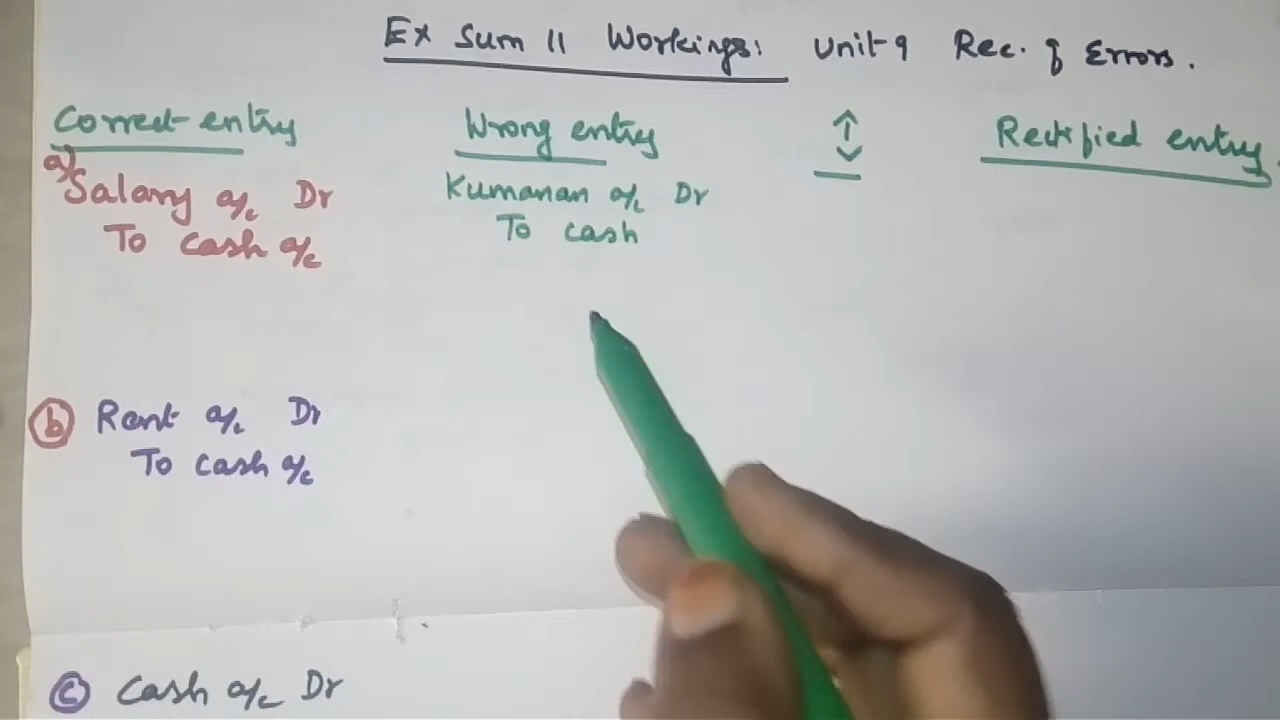 Ex Sum 11 Workings: Unit-9 Rec. of Errors.
Correct entry Wrong entry ↑↓ Rectified entry.
a) Salary a/c Dr Kumanan a/c Dr
To Cash a/c To cash
b Rent a/c Dr
To cash a/c
c Cash a/c Dr